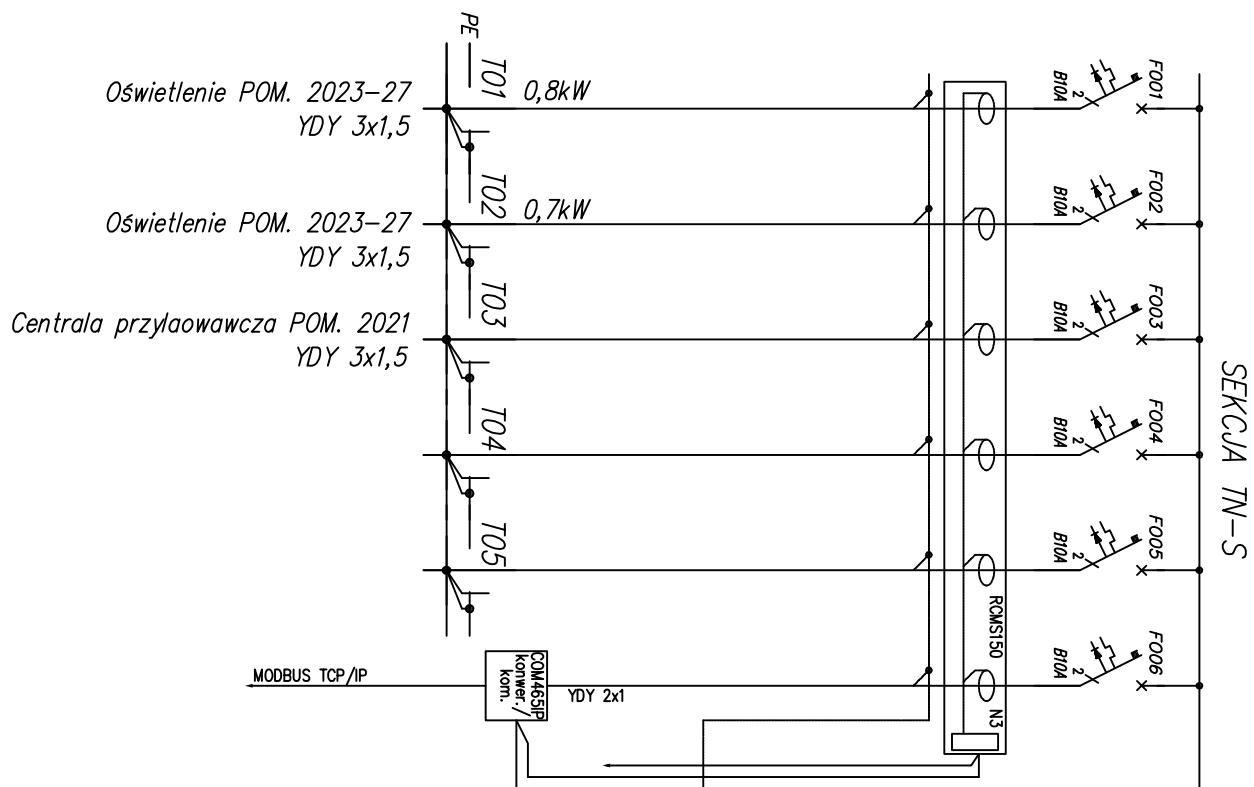 PE
T01
Oświetlenie POM. 2023-27
YDY 3x1,5
0,8kW
B10A
2
F001
T02
Oświetlenie POM. 2023-27
YDY 3x1,5
0,7kW
B10A
2
F002
T03
Centrala przylaowawcza POM. 2021
YDY 3x1,5
B10A
2
F003
T04
B10A
2
F004
T05
B10A
2
F005
SEKCJA TN-S
RCMS150
N3
B10A
2
F006
MODBUS TCP/IP
COM465IP
konwer./
kom.
YDY 2x1